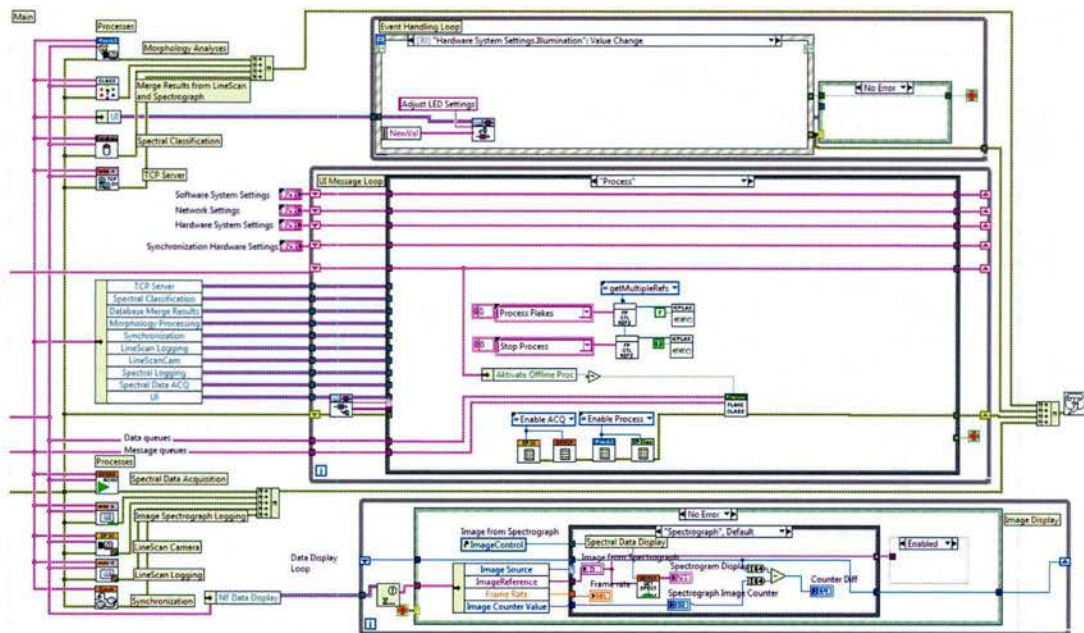 Main
Processes
Morphology Analyses
CLASS
Merge Results from LineScan
and Spectrograph
UI
Spectral Classification
TCP Server
Event Handling Loop
"Hardware System Settings.Illumination": Value Change
Adjust LED Settings
NewVal
No Error
UI Message Loop
"Process"
Software System Settings
Network Settings
Hardware System Settings
Synchronization Hardware Settings
TCP Server
Spectral Classification
Database Merge Results
Morphology Processing
Synchronization
LineScan Logging
LineScanCam
Spectral Logging
Spectral Data ACQ
UI
getMultipleRefs
Process Flakes
Stop Process
Aktivate Offline Proc
FLAKE
CLASS
Enable ACQ
Enable Process
Data queues
Message queues
Processes
Spectral Data Acquisition
Image Spectrograph Logging
LineScan Camera
LineScan Logging
Synchronization
Data Display
Loop
NF Data Display
No Error
Image Display
Image from Spectrograph
ImageControl
"Spectrograph", Default
Spectral Data Display
Enabled
Image from Spectrograph
Image Source
ImageReference
Frame Rate
Image Counter Value
Frame rate
Spectrogram Display
Spectrograph Image Counter
Counter Diff